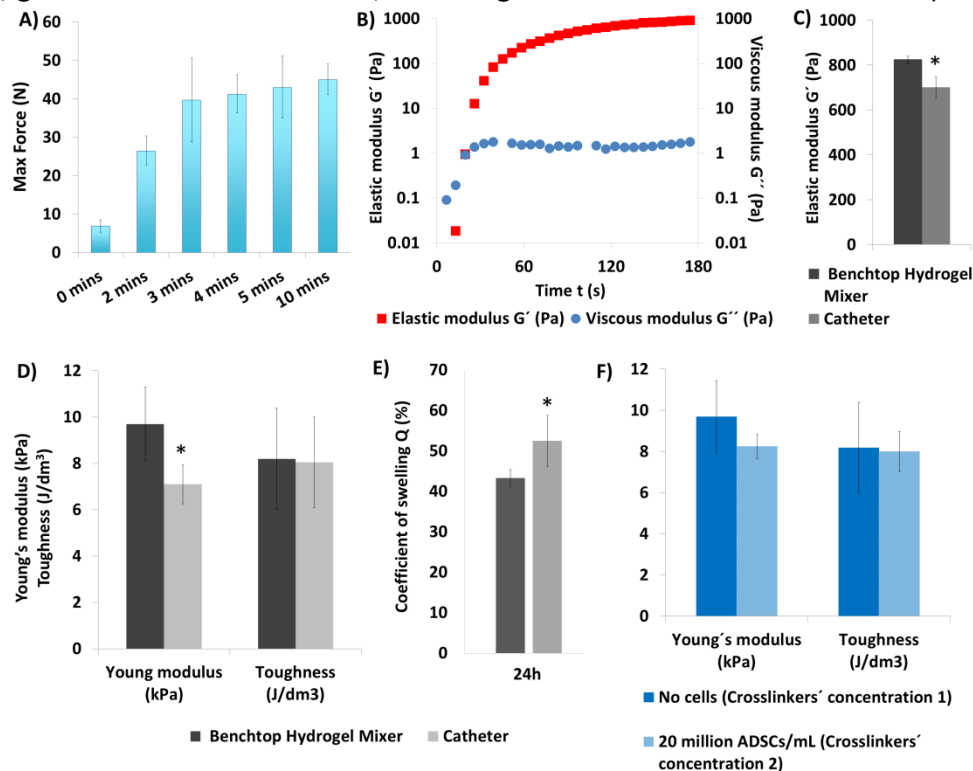 A)
Max Force (N)
60
50
40
30
20
10
0
0 mins
2 mins
3 mins
4 mins
5 mins
10 mins
B)
Elastic modulus G´ (Pa)
1000
100
10
1
0.1
0.01
1000
100
10
1
0.1
0.01
Viscous modulus G´´ (Pa)
0
60
120
180
Time t (s)
Elastic modulus G´ (Pa)
Viscous modulus G´´ (Pa)
C)
Elastic modulus G´ (Pa)
1000
800
600
400
200
0
*
Benchtop Hydrogel
Mixer
Catheter
D)
Young's modulus (kPa)
Toughness (J/dm³)
12
10
8
6
4
2
0
*
Young modulus
(kPa)
Toughness
(J/dm3)
Benchtop Hydrogel Mixer
Catheter
E)
Coefficient of swelling Q (%)
70
60
50
40
30
20
10
0
*
24h
F)
12
10
8
6
4
2
0
Young´s modulus
(kPa)
Toughness
(J/dm3)
No cells (Crosslinkers´ concentration 1)
20 million ADSCs/mL (Crosslinkers´
concentration 2)